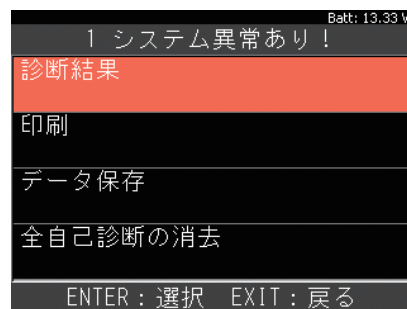 Batt: 13.33 V
1 システム異常あり！
診断結果
印刷
データ保存
全自己診断の消去
ENTER：選択 EXIT：戻る